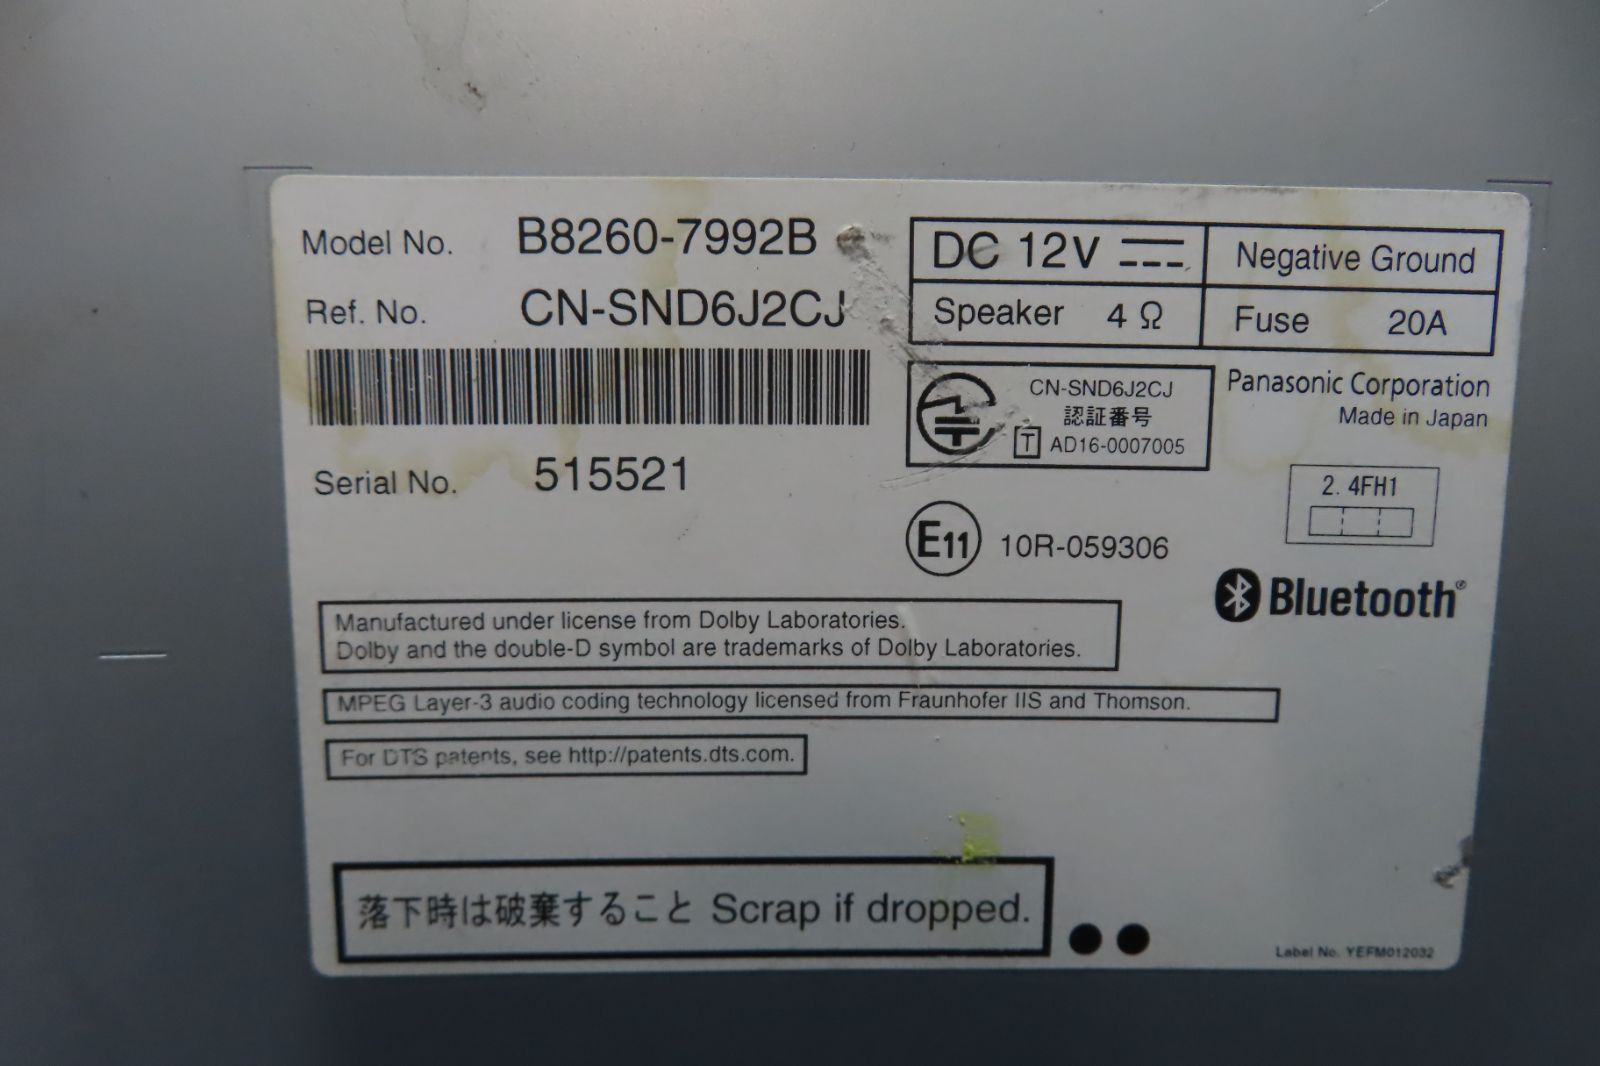 Model No. B8260-7992B
Ref. No. CN-SND6J2CJ
Serial No. 515521
DC 12V Negative Ground
Speaker 4 Ω Fuse 20A
CN-SND6J2CJ
認証番号
T AD16-0007005
Panasonic Corporation
Made in Japan
2.4FH1
E11 10R-059306
Bluetooth®
Manufactured under license from Dolby Laboratories.
Dolby and the double-D symbol are trademarks of Dolby Laboratories.
MPEG Layer-3 audio coding technology licensed from Fraunhofer IIS and Thomson.
For DTS patents, see http://patents.dts.com.
落下時は破棄すること Scrap if dropped.
Label No. YEFM012032